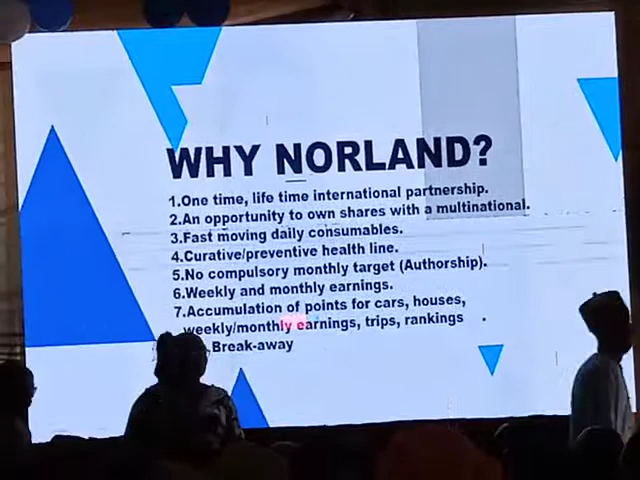 WHY NORLAND?
1.One time, life time international partnership.
2.An opportunity to own shares with a multinational.
3.Fast moving daily consumables.
4.Curative/preventive health line.
5.No compulsory monthly target (Authorship).
6.Weekly and monthly earnings.
7.Accumulation of points for cars, houses,
weekly/monthly earnings, trips, rankings
.Break-away